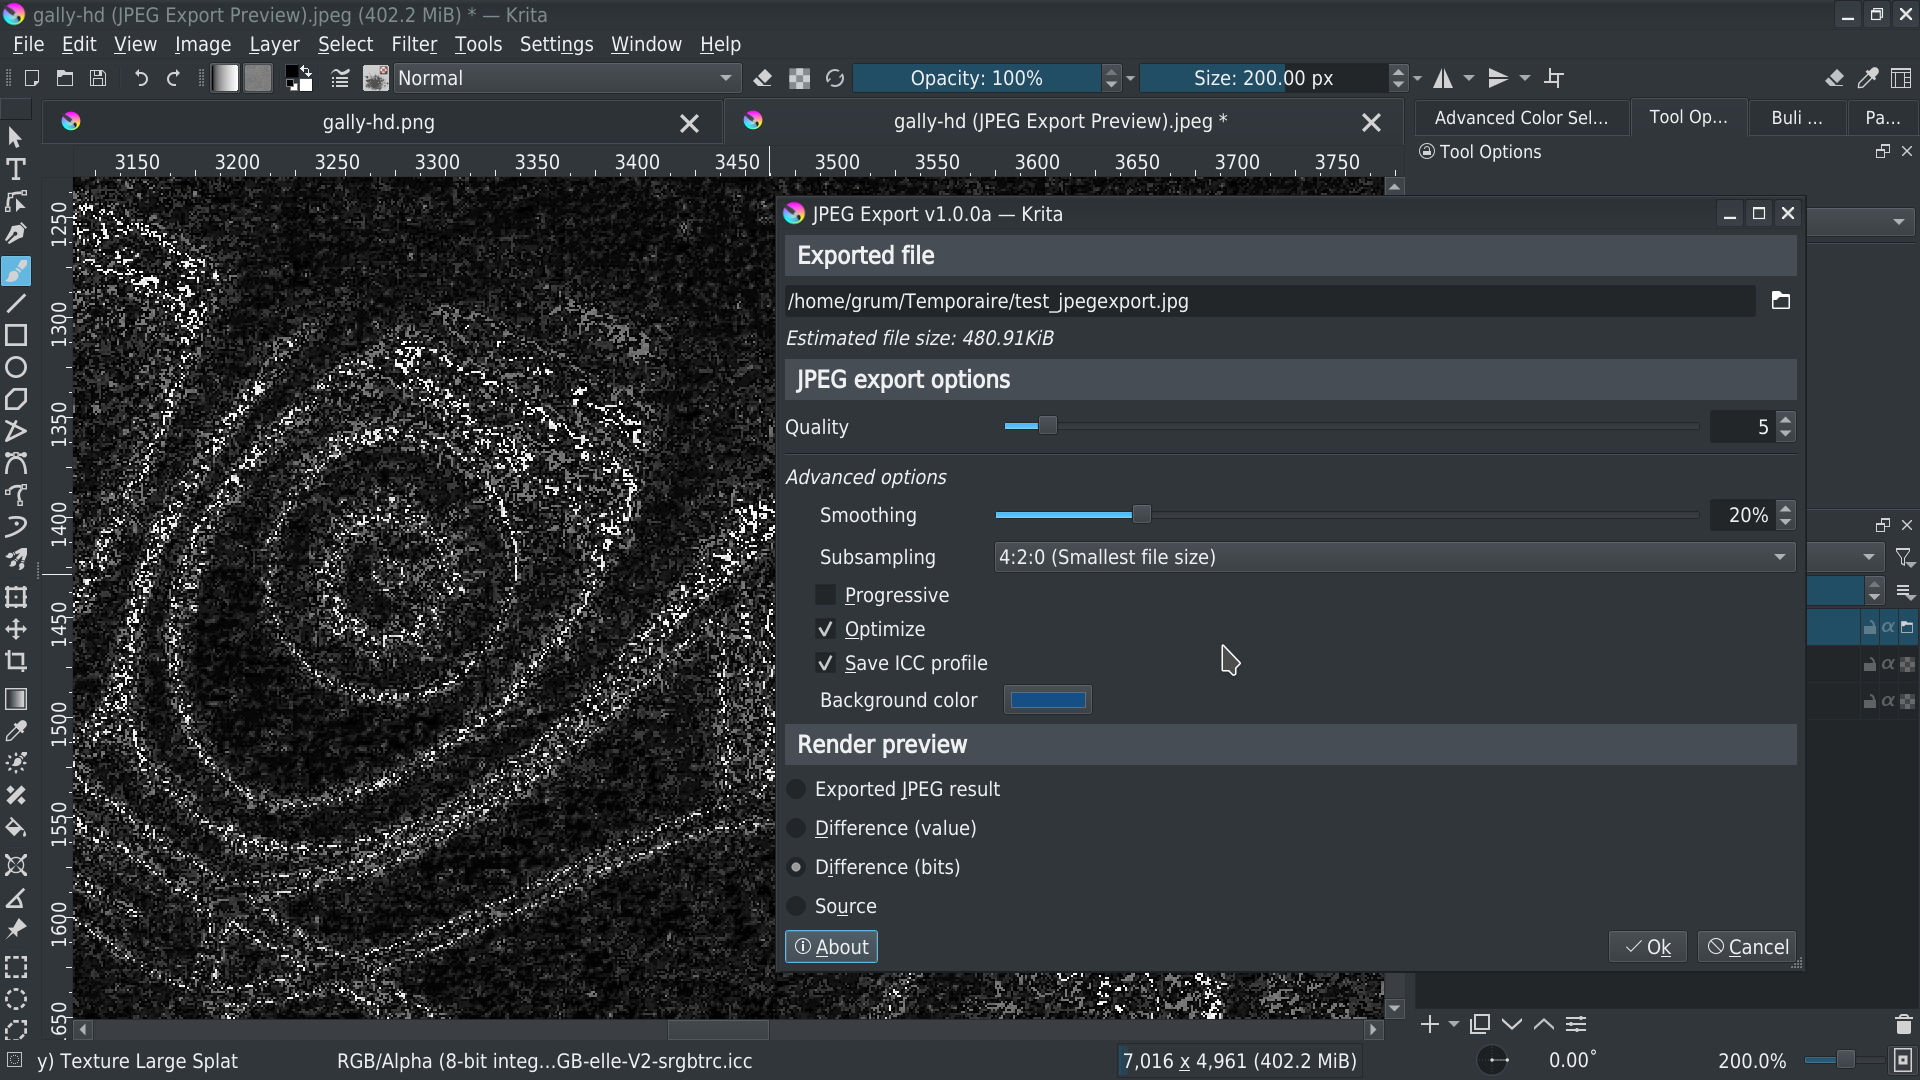 gally-hd (JPEG Export Preview).jpeg (402.2 MiB) * — Krita
File Edit View Image Layer Select Filter Tools Settings Window Help
Normal
Opacity: 100%
Size: 200.00 px
gally-hd.png
gally-hd (JPEG Export Preview).jpeg *
Advanced Color Sel... Tool Op... Buli ... Pa...
3150 3200 3250 3300 3350 3400 3450 3500 3550 3600 3650 3700 3750
Tool Options
1250
1300
1350
1400
1450
1500
1550
1600
1650
JPEG Export v1.0.0a — Krita
Exported file
/home/grum/Temporaire/test_jpegexport.jpg
Estimated file size: 480.91KiB
JPEG export options
Quality 5
Advanced options
Smoothing 20%
Subsampling 4:2:0 (Smallest file size)
Progressive
Optimize
Save ICC profile
Background color
Render preview
Exported JPEG result
Difference (value)
Difference (bits)
Source
About Ok Cancel
y) Texture Large Splat
RGB/Alpha (8-bit integ...GB-elle-V2-srgbtrc.icc
7,016 x 4,961 (402.2 MiB)
0.00°
200.0%